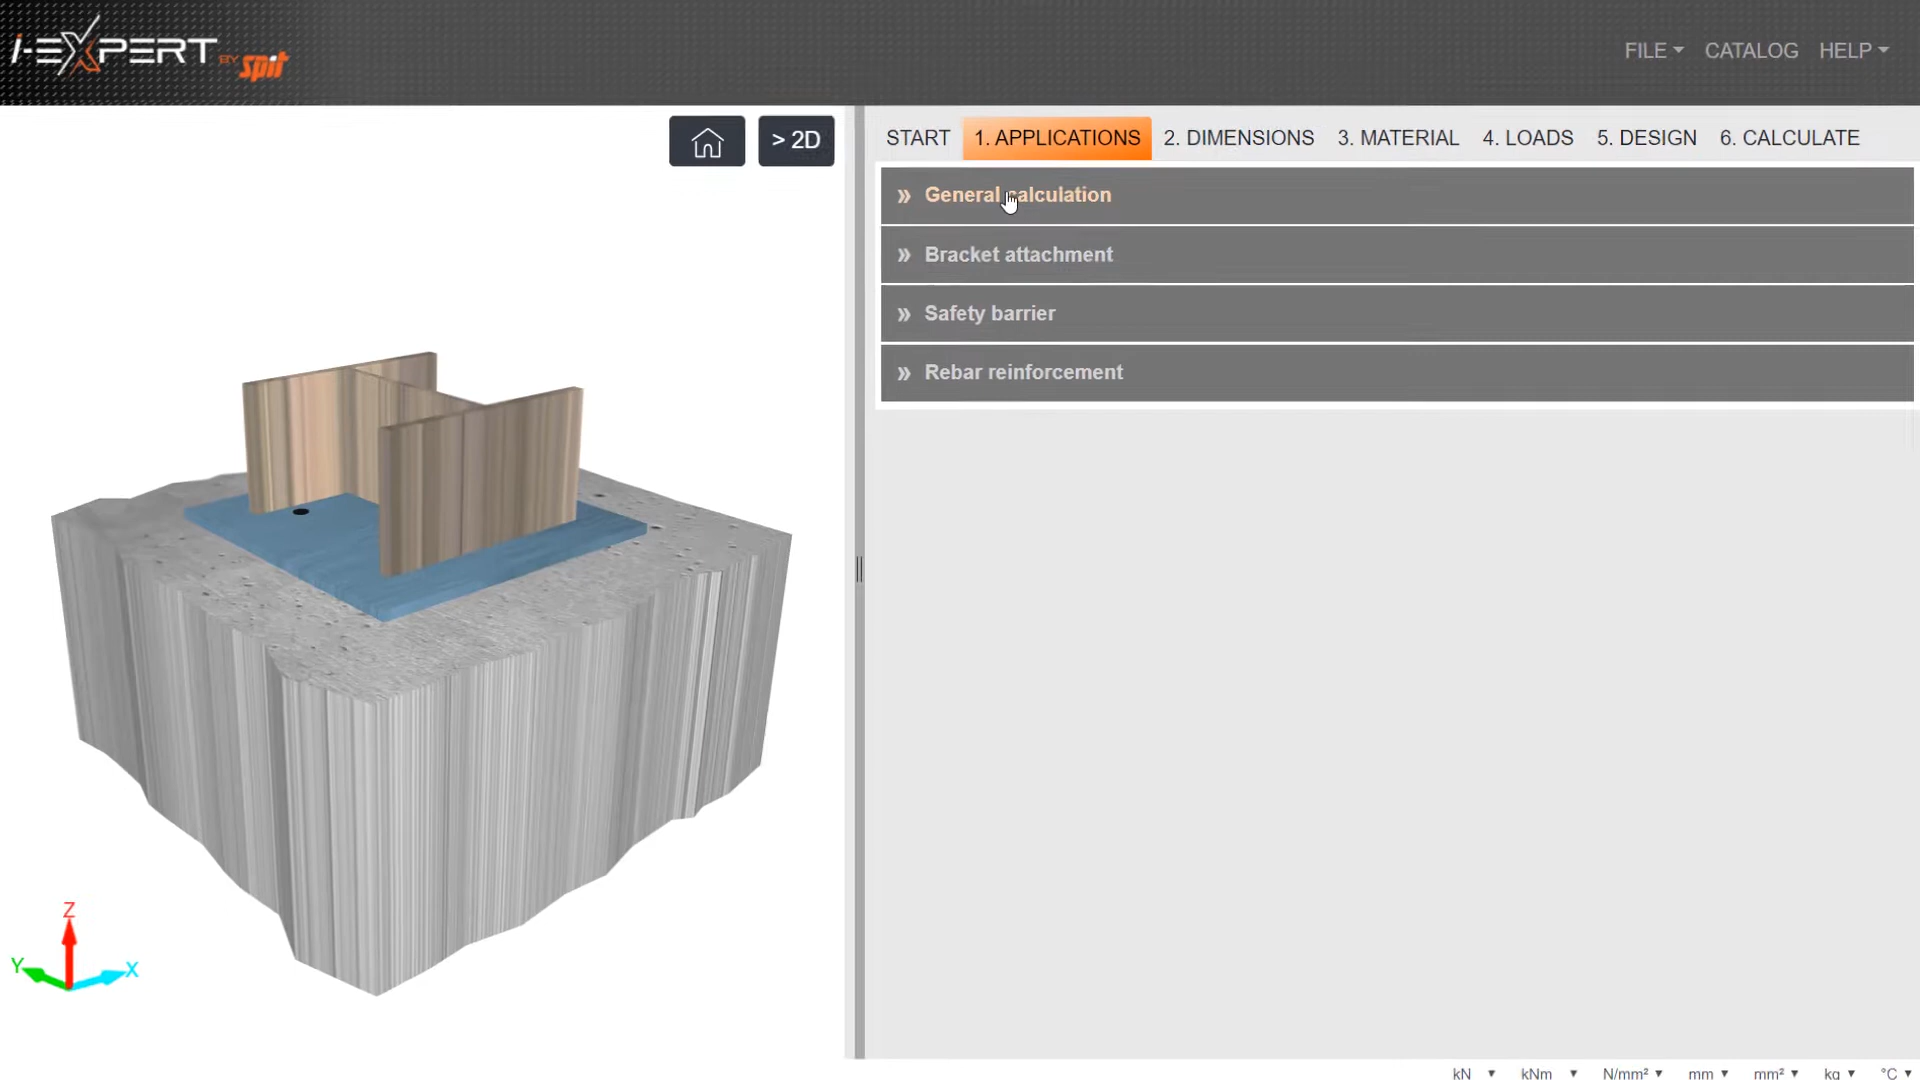 i-EXPERT BY spit
FILE CATALOG HELP
> 2D
START 1. APPLICATIONS 2. DIMENSIONS 3. MATERIAL 4. LOADS 5. DESIGN 6. CALCULATE
» General calculation
» Bracket attachment
» Safety barrier
» Rebar reinforcement
Z
Y X
kN kNm N/mm² mm mm² kg °C